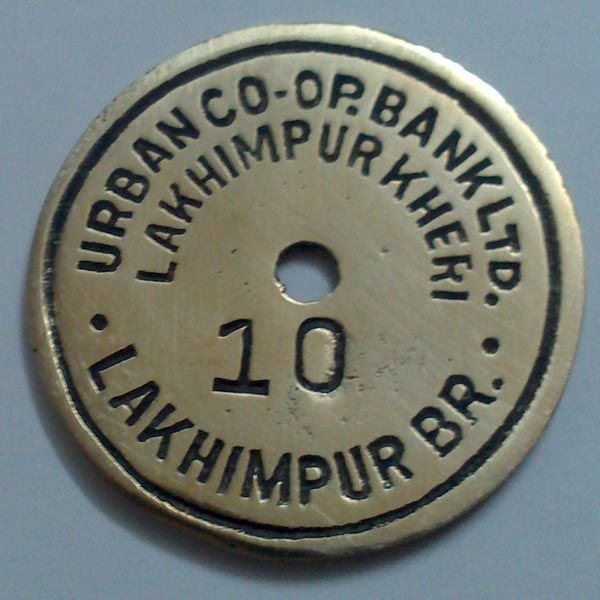 URBAN CO-OP. BANK LTD.
LAKHIMPUR KHERI
10
• LAKHIMPUR BR. •